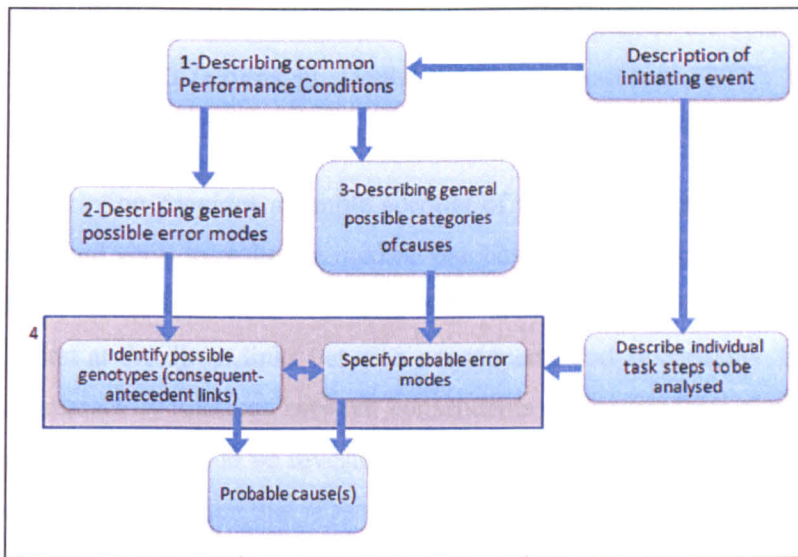 1-Describing common
Performance Conditions
Description of
initiating event
2-Describing general
possible error modes
3-Describing general
possible categories
of causes
4
Identify possible
genotypes (consequent-
antecedent links)
Specify probable error
modes
Describe individual
task steps to be
analysed
Probable cause(s)